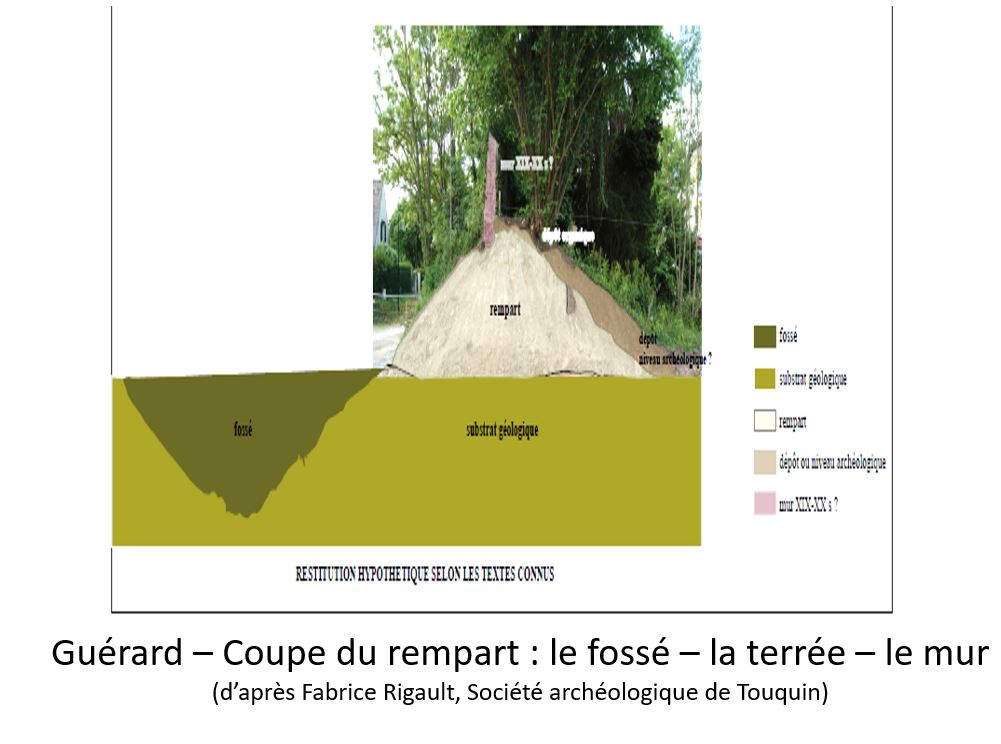 mur XIX-XX s ?
dépôt organique
rempart
dépôt
niveau archéologique ?
fossé
substrat géologique
fossé
substrat géologique
rempart
dépôt ou niveau archéologique
mur XIX-XX s ?
RESTITUTION HYPOTHETIQUE SELON LES TEXTES CONNUS
Guérard – Coupe du rempart : le fossé – la terrée – le mur
(d’après Fabrice Rigault, Société archéologique de Touquin)